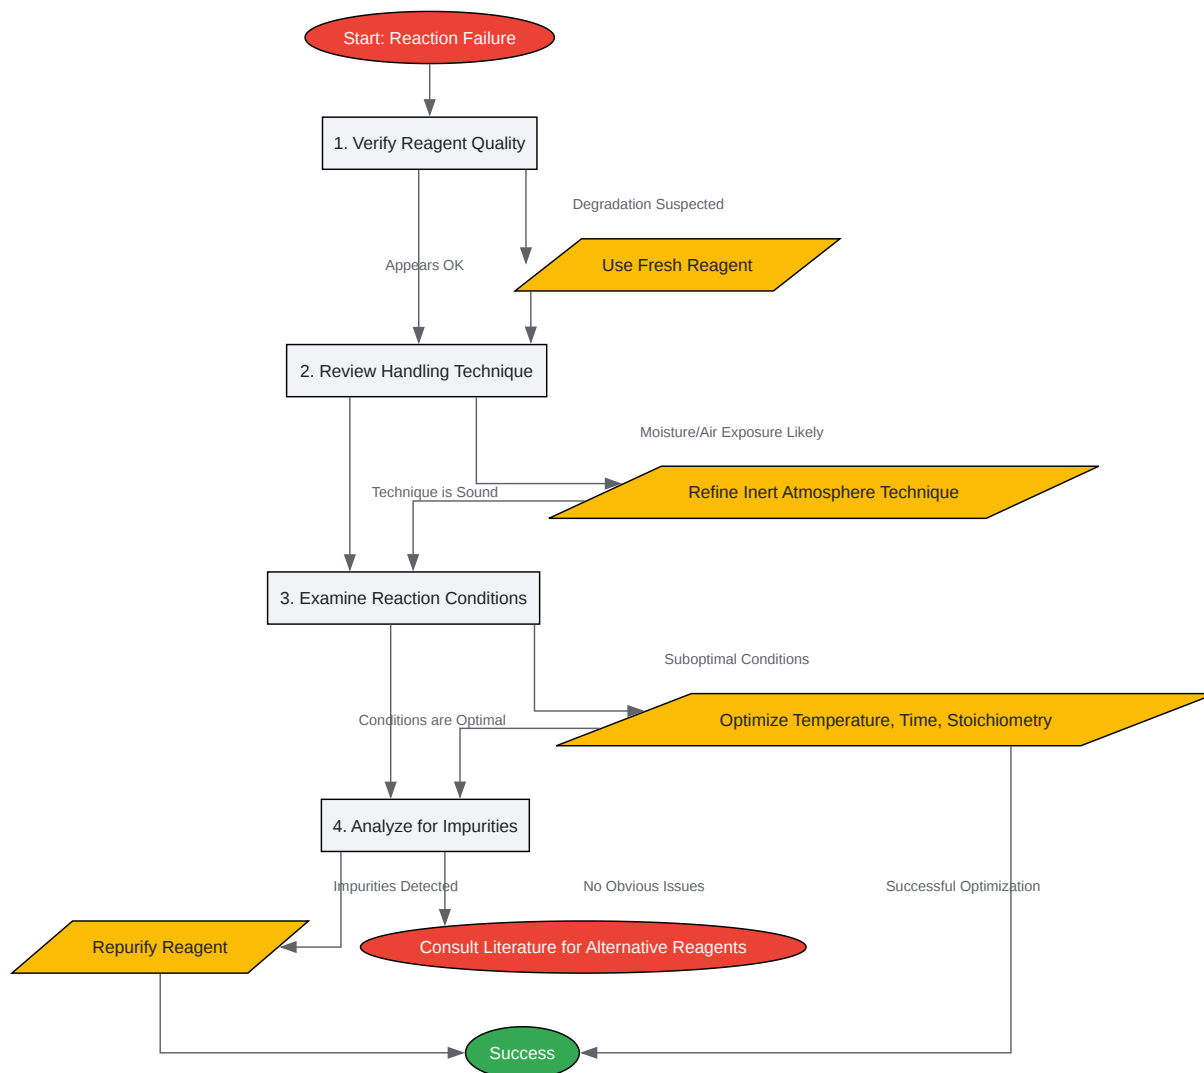 Start: Reaction Failure
1. Verify Reagent Quality
Degradation Suspected
Appears OK
Use Fresh Reagent
2. Review Handling Technique
Moisture/Air Exposure Likely
Technique is Sound
Refine Inert Atmosphere Technique
3. Examine Reaction Conditions
Suboptimal Conditions
Conditions are Optimal
Optimize Temperature, Time, Stoichiometry
4. Analyze for Impurities
Impurities Detected
No Obvious Issues
Successful Optimization
Repurify Reagent
Consult Literature for Alternative Reagents
Success